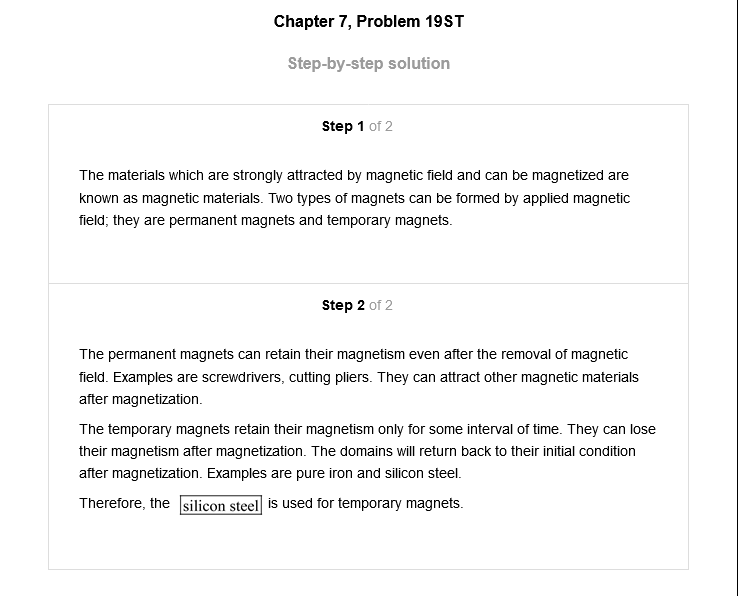 Chapter 7, Problem 19ST
Step-by-step solution
Step 1 of 2
The materials which are strongly attracted by magnetic field and can be magnetized are
known as magnetic materials. Two types of magnets can be formed by applied magnetic
field; they are permanent magnets and temporary magnets.
Step 2 of 2
The permanent magnets can retain their magnetism even after the removal of magnetic
field. Examples are screwdrivers, cutting pliers. They can attract other magnetic materials
after magnetization.
The temporary magnets retain their magnetism only for some interval of time. They can lose
their magnetism after magnetization. The domains will return back to their initial condition
after magnetization. Examples are pure iron and silicon steel.
Therefore, the silicon steel is used for temporary magnets.